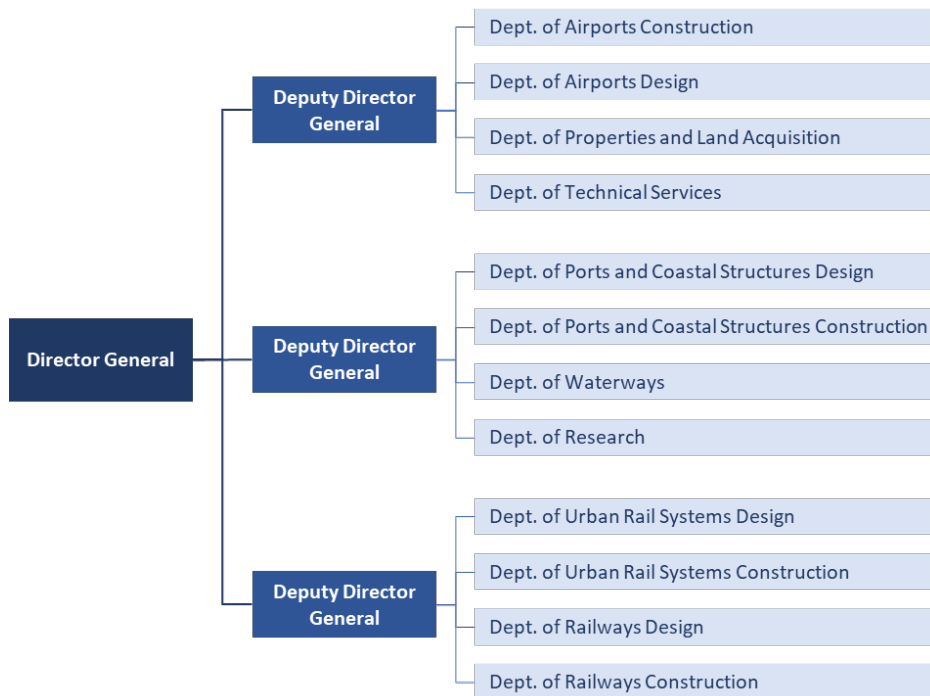 Director General
Deputy Director
General
Dept. of Airports Construction
Dept. of Airports Design
Dept. of Properties and Land Acquisition
Dept. of Technical Services
Deputy Director
General
Dept. of Ports and Coastal Structures Design
Dept. of Ports and Coastal Structures Construction
Dept. of Waterways
Dept. of Research
Deputy Director
General
Dept. of Urban Rail Systems Design
Dept. of Urban Rail Systems Construction
Dept. of Railways Design
Dept. of Railways Construction